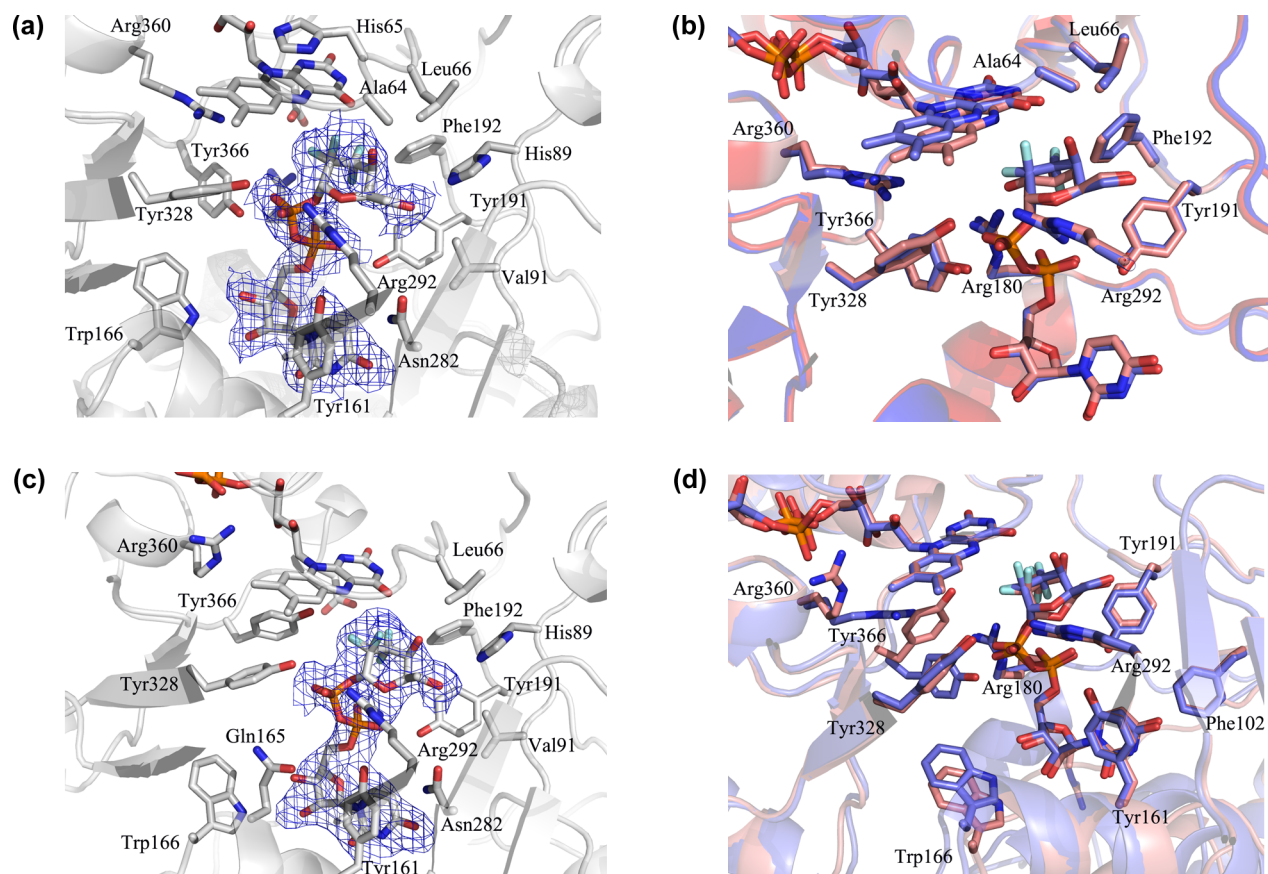 (a)
Arg360
His65
Leu66
Ala64
Phe192
His89
Tyr366
Tyr328
Tyr191
Val91
Arg292
Trp166
Asn282
Tyr161
(b)
Leu66
Ala64
Arg360
Phe192
Tyr366
Tyr191
Tyr328
Arg180
Arg292
(c)
Arg360
Leu66
Tyr366
Phe192
His89
Tyr328
Tyr191
Gln165
Arg292
Val91
Trp166
Asn282
Tyr161
(d)
Tyr191
Arg360
Tyr366
Arg292
Arg180
Tyr328
Phe102
Tyr161
Trp166